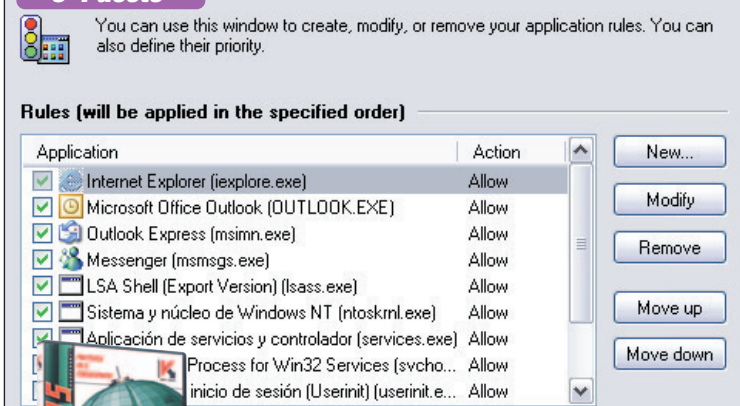 You can use this window to create, modify, or remove your application rules. You can
also define their priority.
Rules (will be applied in the specified order)
Application Action
Internet Explorer (iexplore.exe) Allow
Microsoft Office Outlook (OUTLOOK.EXE) Allow
Outlook Express (msimn.exe) Allow
Messenger (msmsgs.exe) Allow
LSA Shell (Export Version) (lsass.exe) Allow
Sistema y núcleo de Windows NT (ntoskrnl.exe) Allow
Aplicación de servicios y controlador (services.exe) Allow
Process for Win32 Services (svcho... Allow
inicio de sesión (Userinit) (userinit.e... Allow
New...
Modify
Remove
Move up
Move down